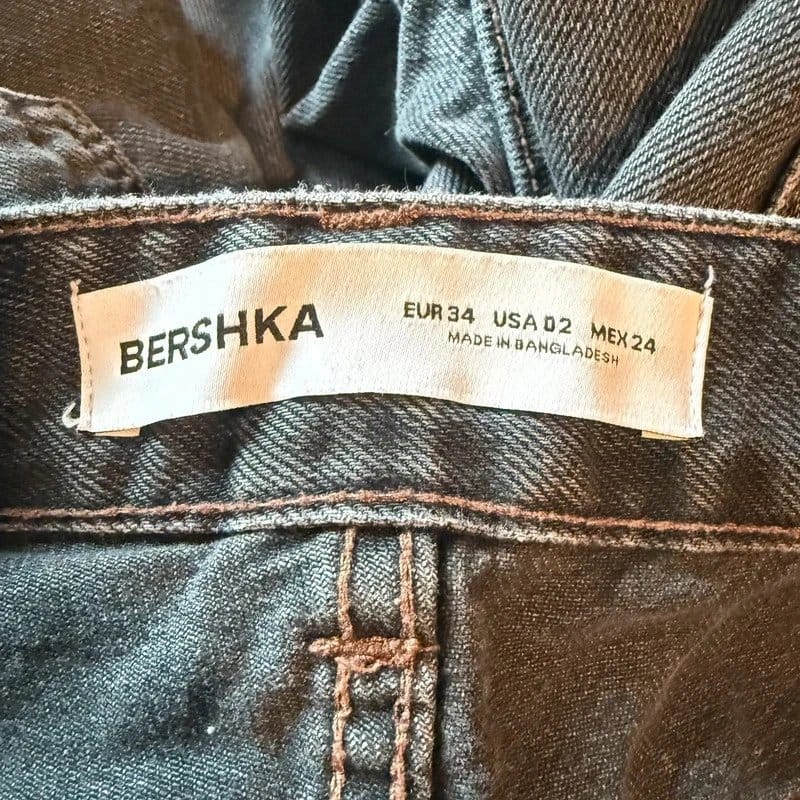 BERSHKA
EUR 34 USA 02 MEX 24
MADE IN BANGLADESH